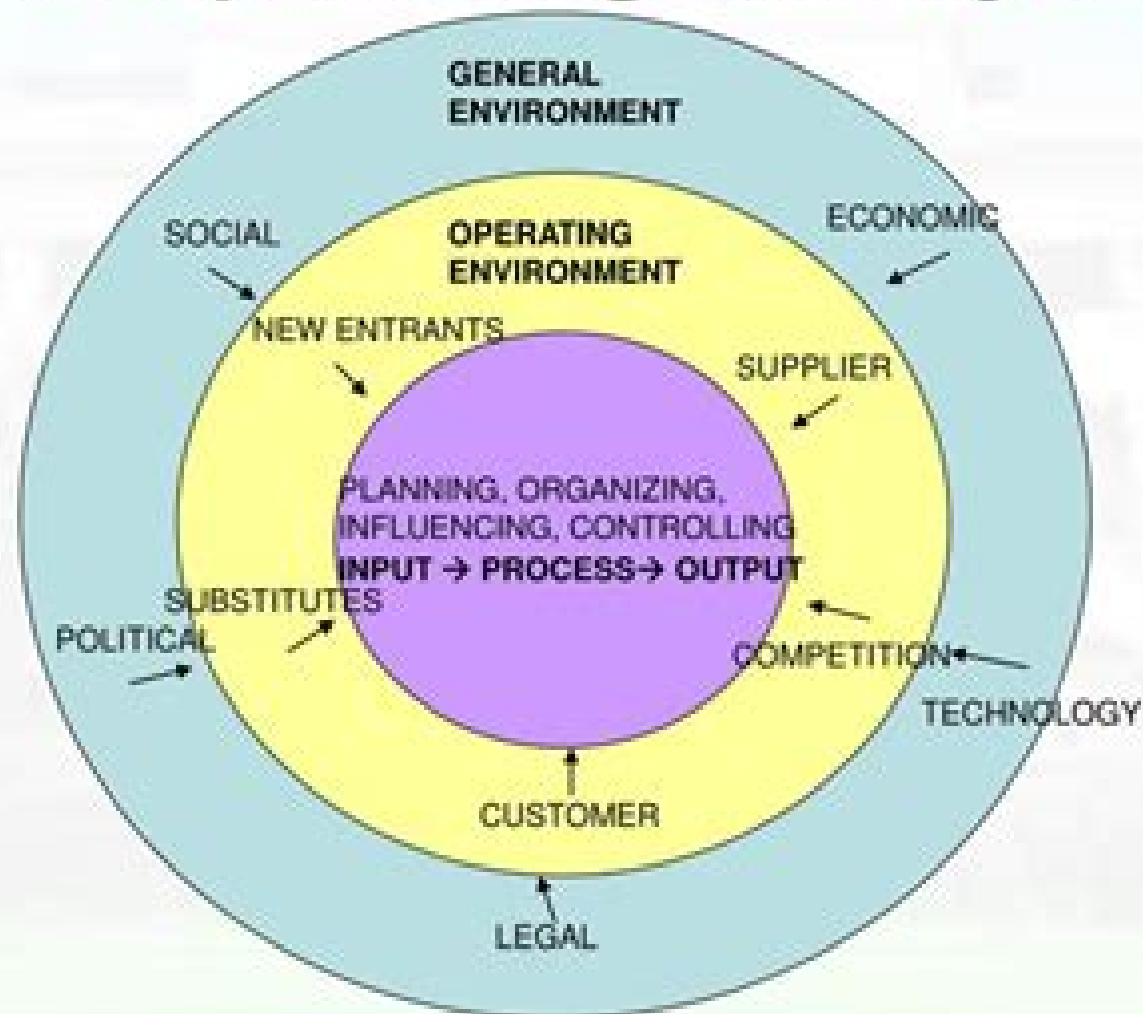 GENERAL
ENVIRONMENT
SOCIAL
ECONOMIC
OPERATING
ENVIRONMENT
NEW ENTRANTS
SUPPLIER
PLANNING, ORGANIZING,
INFLUENCING, CONTROLLING
INPUT → PROCESS→ OUTPUT
SUBSTITUTES
POLITICAL
COMPETITION
TECHNOLOGY
CUSTOMER
LEGAL